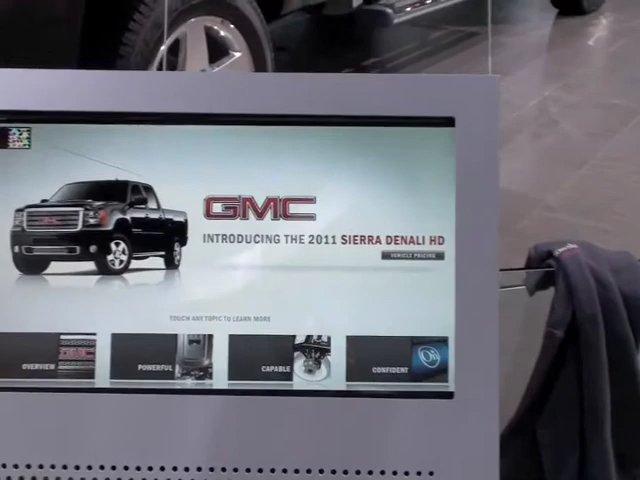 GMC
INTRODUCING THE 2011 SIERRA DENALI HD
VEHICLE PRICING
TOUCH ANY TOPIC TO LEARN MORE
OVERVIEW
POWERFUL
CAPABLE
CONFIDENT